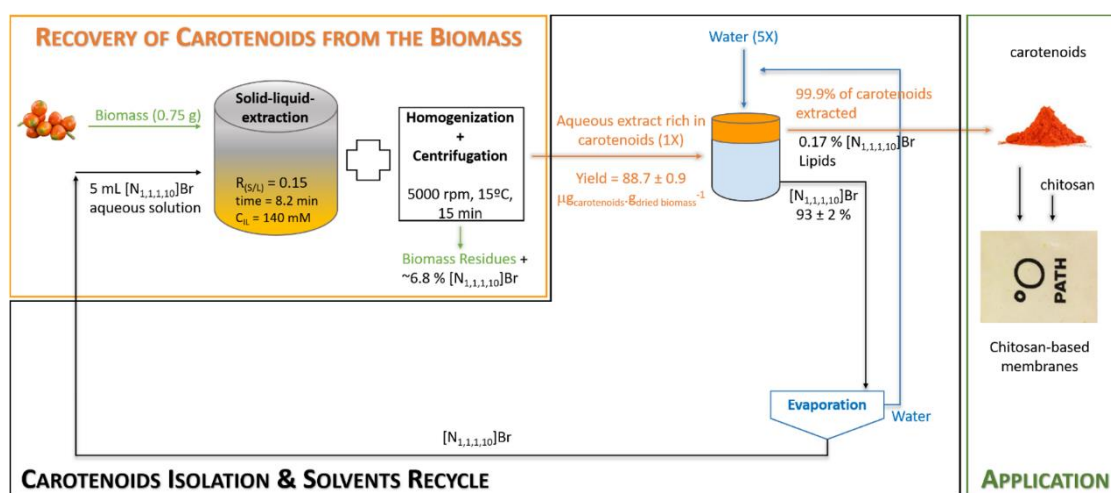 RECOVERY OF CAROTENOIDS FROM THE BIOMASS
Biomass (0.75 g)
5 mL [N1,1,1,10]Br
aqueous solution
Solid-liquid-
extraction
R(S/L) = 0.15
time = 8.2 min
CIL = 140 mM
Homogenization
+
Centrifugation
5000 rpm, 15ºC,
15 min
Biomass Residues +
~6.8 % [N1,1,1,10]Br
Aqueous extract rich in
carotenoids (1X)
Yield = 88.7 ± 0.9
µgcarotenoids.gdried biomass-1
Water (5X)
99.9% of carotenoids
extracted
0.17 % [N1,1,1,10]Br
Lipids
[N1,1,1,10]Br
93 ± 2 %
Evaporation
Water
[N1,1,1,10]Br
CAROTENOIDS ISOLATION & SOLVENTS RECYCLE
carotenoids
chitosan
PATH
Chitosan-based
membranes
APPLICATION